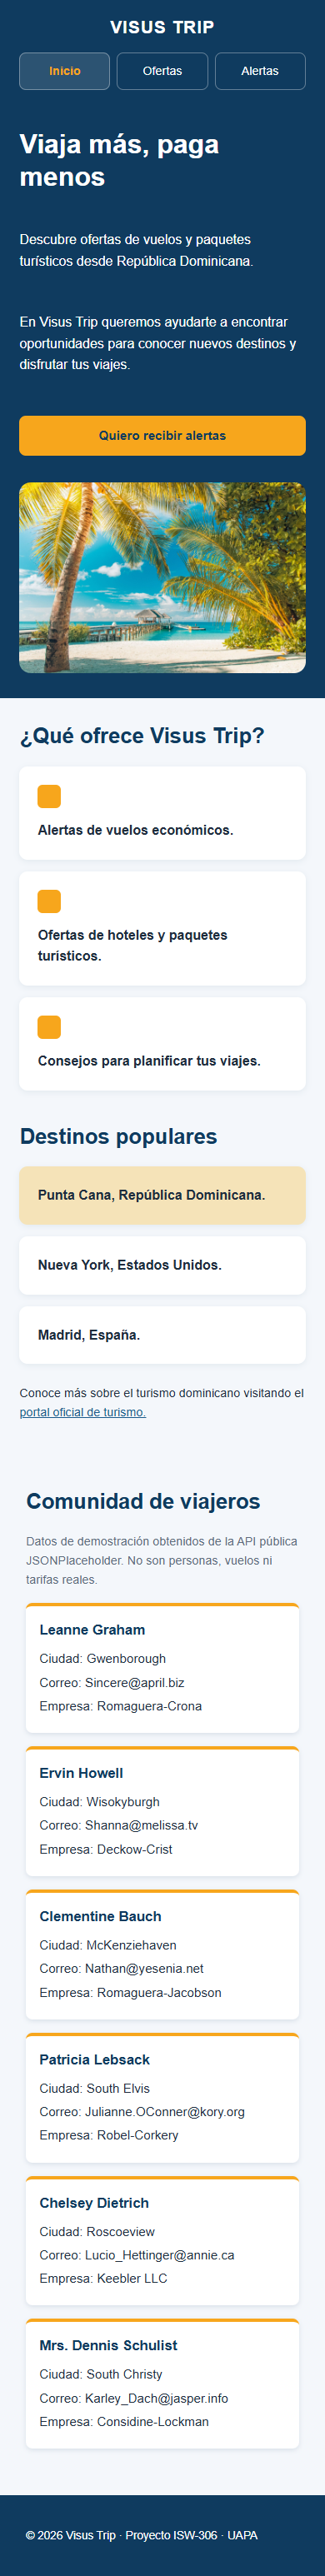 VISUS TRIP
Inicio
Ofertas
Alertas
Viaja más, paga
menos
Descubre ofertas de vuelos y paquetes
turísticos desde República Dominicana.
En Visus Trip queremos ayudarte a encontrar
oportunidades para conocer nuevos destinos y
disfrutar tus viajes.
Quiero recibir alertas
¿Qué ofrece Visus Trip?
Alertas de vuelos económicos.
Ofertas de hoteles y paquetes
turísticos.
Consejos para planificar tus viajes.
Destinos populares
Punta Cana, República Dominicana.
Nueva York, Estados Unidos.
Madrid, España.
Conoce más sobre el turismo dominicano visitando el
portal oficial de turismo.
Comunidad de viajeros
Datos de demostración obtenidos de la API pública
JSONPlaceholder. No son personas, vuelos ni
tarifas reales.
Leanne Graham
Ciudad: Gwenborough
Correo: Sincere@april.biz
Empresa: Romaguera-Crona
Ervin Howell
Ciudad: Wisokyburgh
Correo: Shanna@melissa.tv
Empresa: Deckow-Crist
Clementine Bauch
Ciudad: McKenziehaven
Correo: Nathan@yesenia.net
Empresa: Romaguera-Jacobson
Patricia Lebsack
Ciudad: South Elvis
Correo: Julianne.OConner@kory.org
Empresa: Robel-Corkery
Chelsey Dietrich
Ciudad: Roscoeview
Correo: Lucio_Hettinger@annie.ca
Empresa: Keebler LLC
Mrs. Dennis Schulist
Ciudad: South Christy
Correo: Karley_Dach@jasper.info
Empresa: Considine-Lockman
© 2026 Visus Trip · Proyecto ISW-306 · UAPA